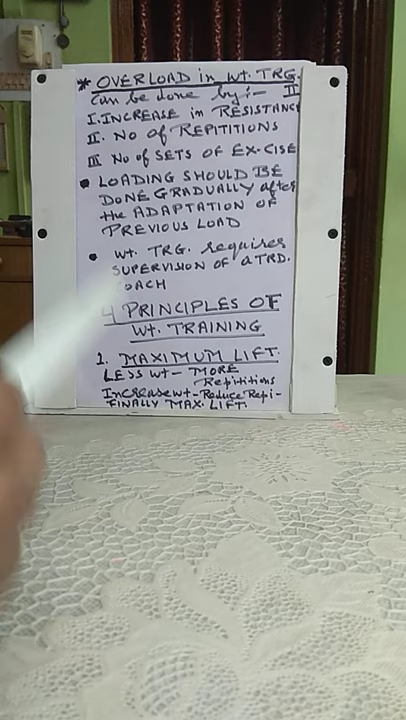 * OVERLOAD in Wt. TRG.
Can be done by:- II
I. INCREASE in RESISTANCE
II. NO of REPITITIONS
III NO of SETS OF EX-CISE
• LOADING SHOULD BE
DONE GRADUALLY after
the ADAPTATION OF
PREVIOUS LOAD
• Wt. TRG. requires
SUPERVISION OF a TRD.
COACH
4 PRINCIPLES OF
Wt. TRAINING
1. MAXIMUM LIFT.
LESS Wt - MORE
Repititions
Increase wt - Reduce Repi-
FINALLY MAX. LIFT.